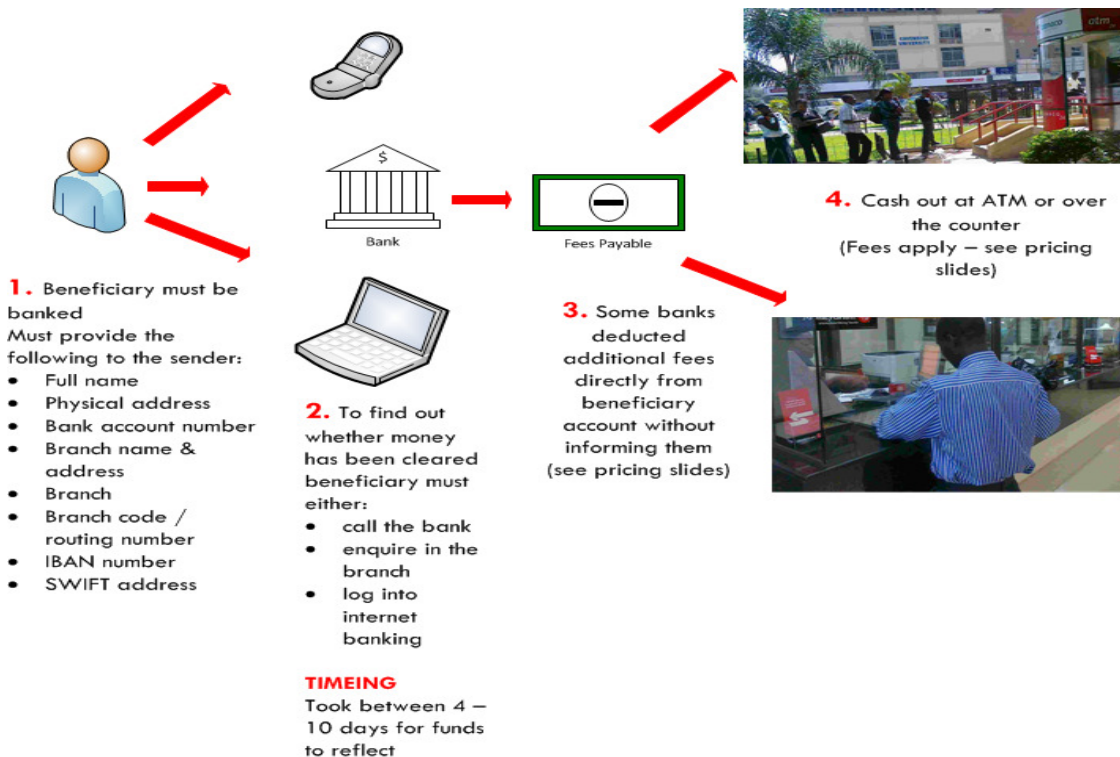 $
Bank
Fees Payable
atm
1. Beneficiary must be
banked
Must provide the
following to the sender:
• Full name
• Physical address
• Bank account number
• Branch name &
address
• Branch
• Branch code /
routing number
• IBAN number
• SWIFT address
2. To find out
whether money
has been cleared
beneficiary must
either:
• call the bank
• enquire in the
branch
• log into
internet
banking
TIMEING
Took between 4 –
10 days for funds
to reflect
3. Some banks
deducted
additional fees
directly from
beneficiary
account without
informing them
(see pricing slides)
4. Cash out at ATM or over
the counter
(Fees apply – see pricing
slides)